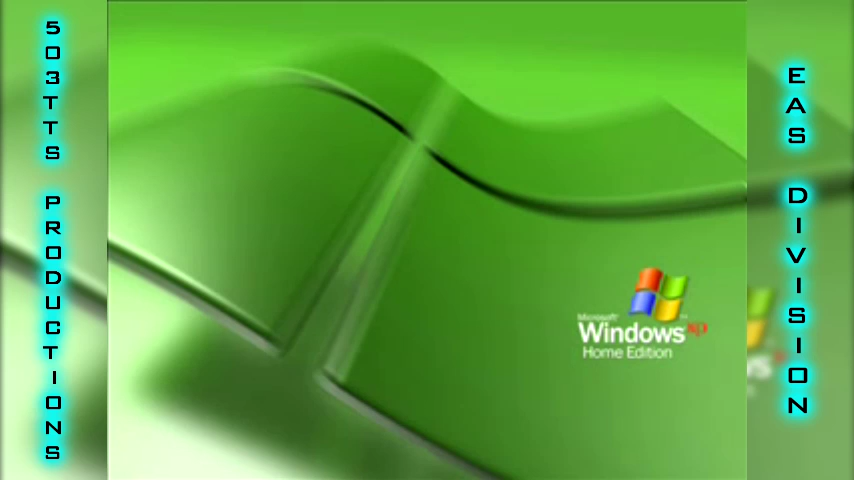 503TTS PRODUCTIONS
Microsoft
Windows xp
Home Edition
EAS DIVISION